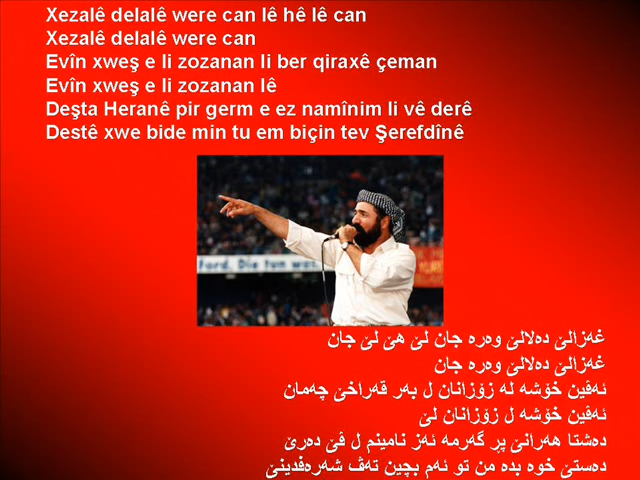 Xezalê delalê were can lê hê lê can
Xezalê delalê were can
Evîn xweş e li zozanan li ber qiraxê çeman
Evîn xweş e li zozanan lê
Deşta Heranê pir germ e ez namînim li vê derê
Destê xwe bide min tu em biçin tev Şerefdînê
غەزالێ دەلالێ وەرە جان لێ هێ لێ جان
غەزالێ دەلالێ وەرە جان
ئەڤین خۆشە لە زۆزانان ل بەر قەراخێ چەمان
ئەڤین خۆشە ل زۆزانان لێ
دەشتا هەرانێ پڕ گەرمە ئەز نامینم ل ڤێ دەرێ
دەستێ خوە بدە من تو ئەم بچین تەڤ شەرەفدینێ